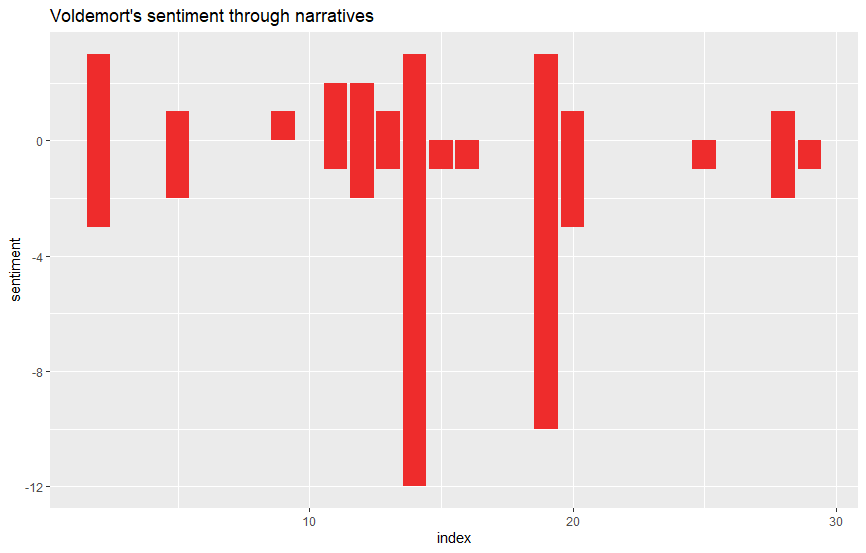 Voldemort's sentiment through narratives
0
-4
-8
-12
sentiment
10 20 30
index